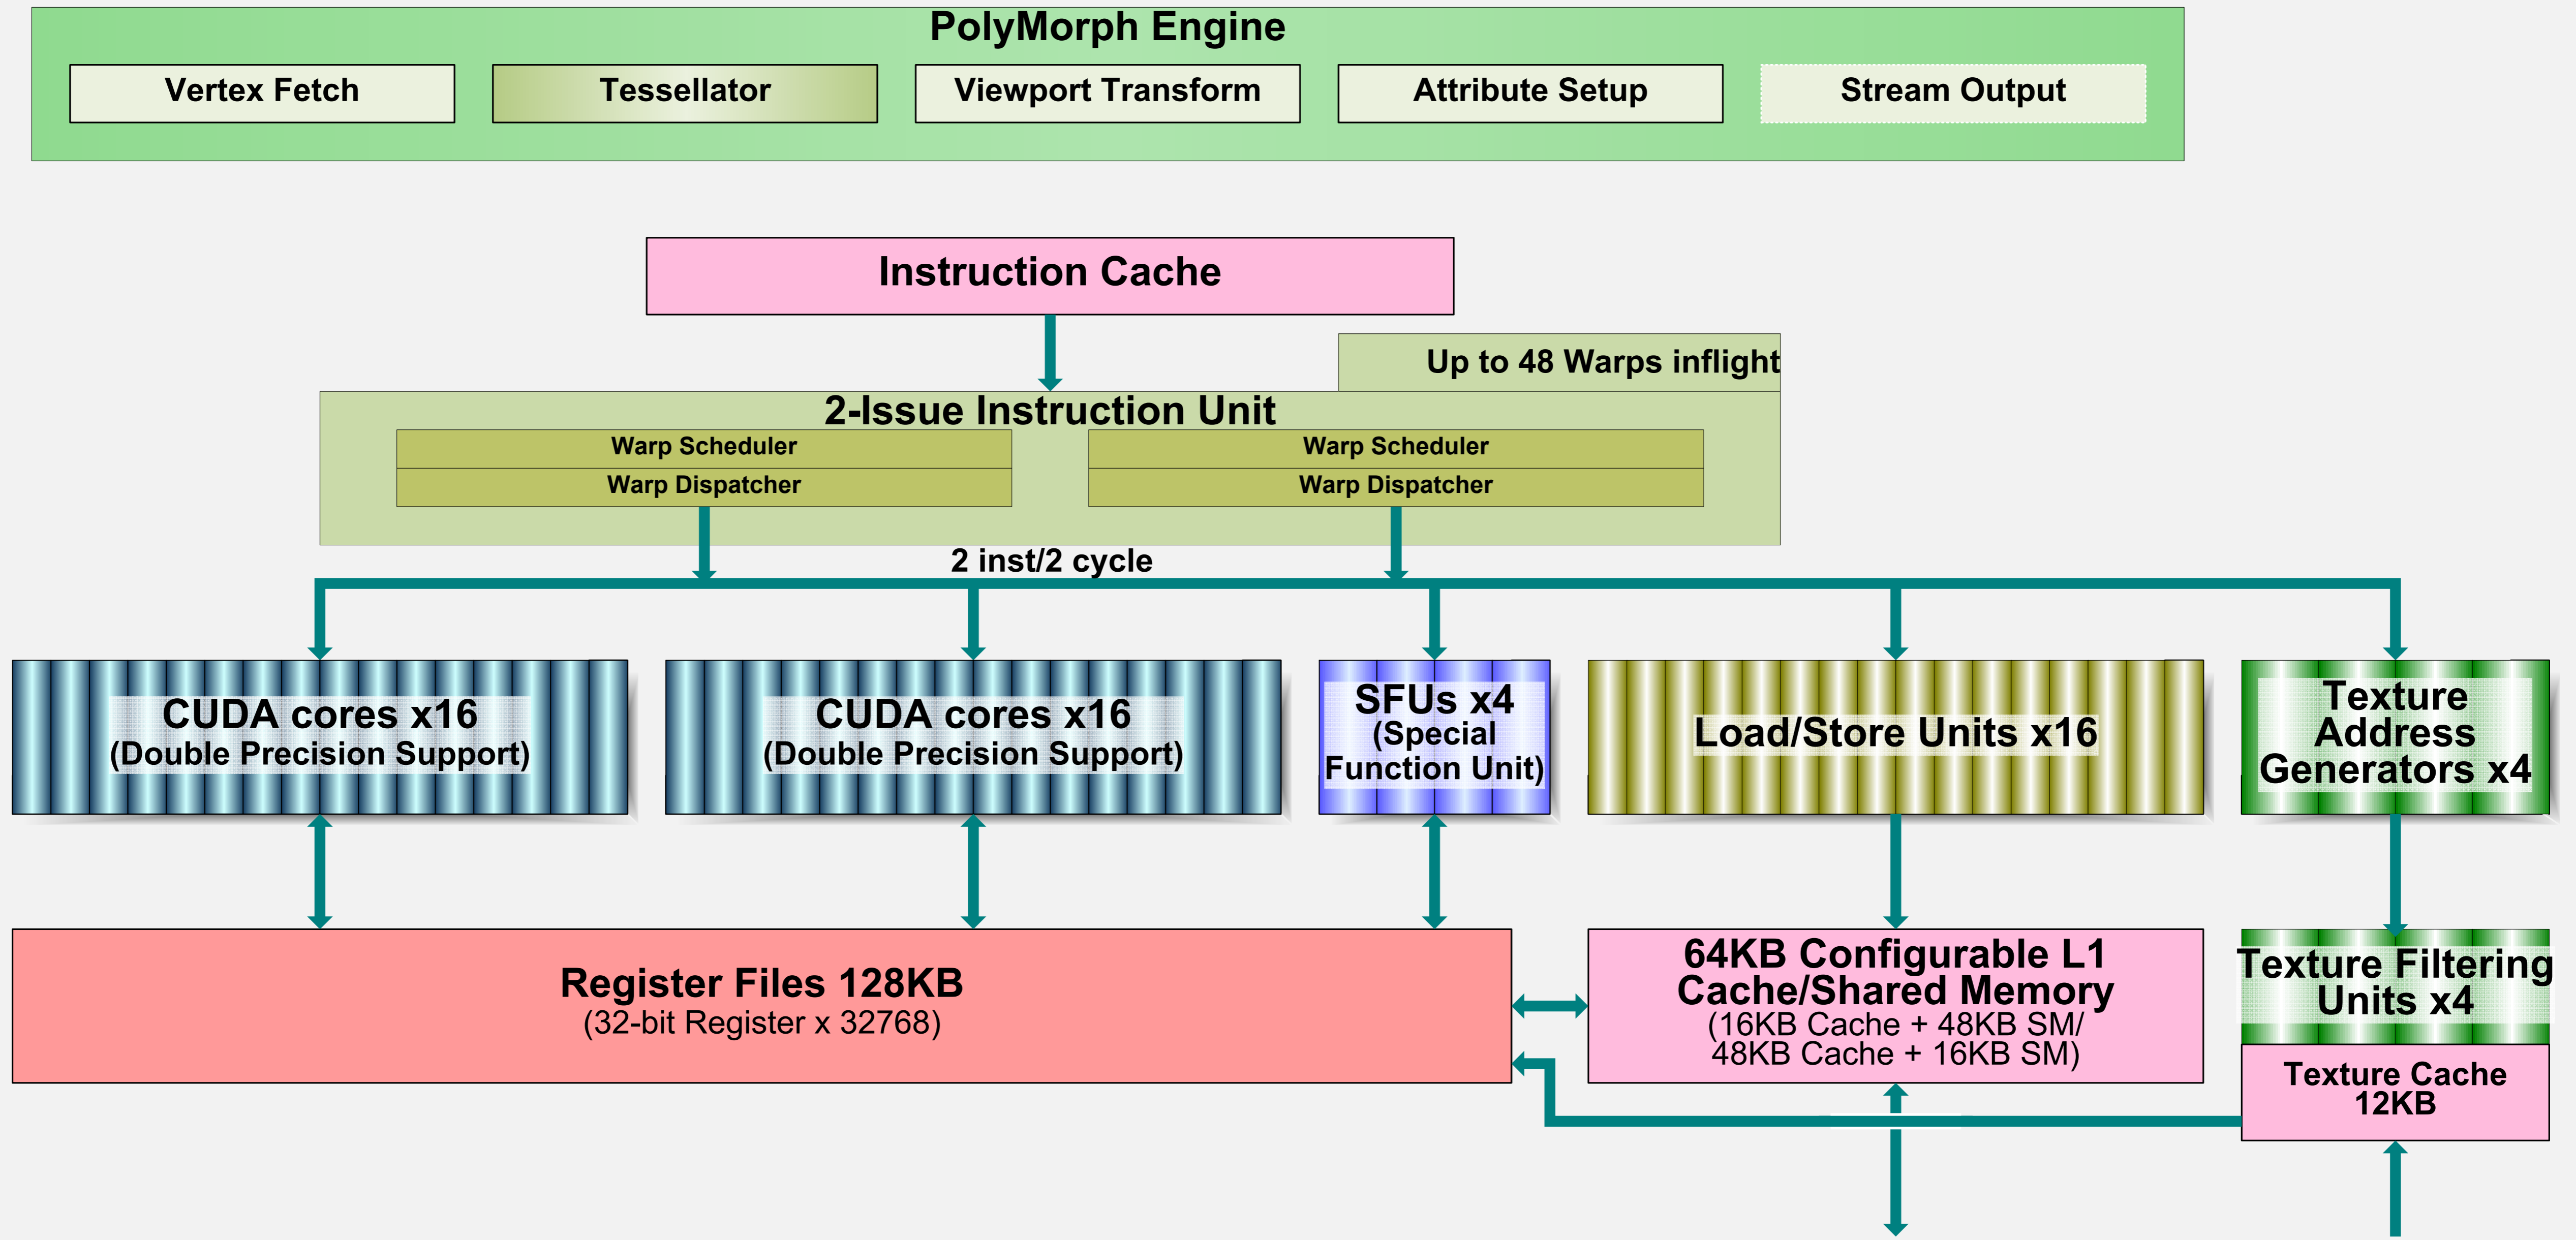 PolyMorph Engine
Vertex Fetch
Tessellator
Viewport Transform
Attribute Setup
Stream Output
Instruction Cache
Up to 48 Warps inflight
2-Issue Instruction Unit
Warp Scheduler
Warp Scheduler
Warp Dispatcher
Warp Dispatcher
2 inst/2 cycle
CUDA cores x16
(Double Precision Support)
CUDA cores x16
(Double Precision Support)
SFUs x4
(Special
Function Unit)
Load/Store Units x16
Texture
Address
Generators x4
Register Files 128KB
(32-bit Register x 32768)
64KB Configurable L1
Cache/Shared Memory
(16KB Cache + 48KB SM/
48KB Cache + 16KB SM)
Texture Filtering
Units x4
Texture Cache
12KB